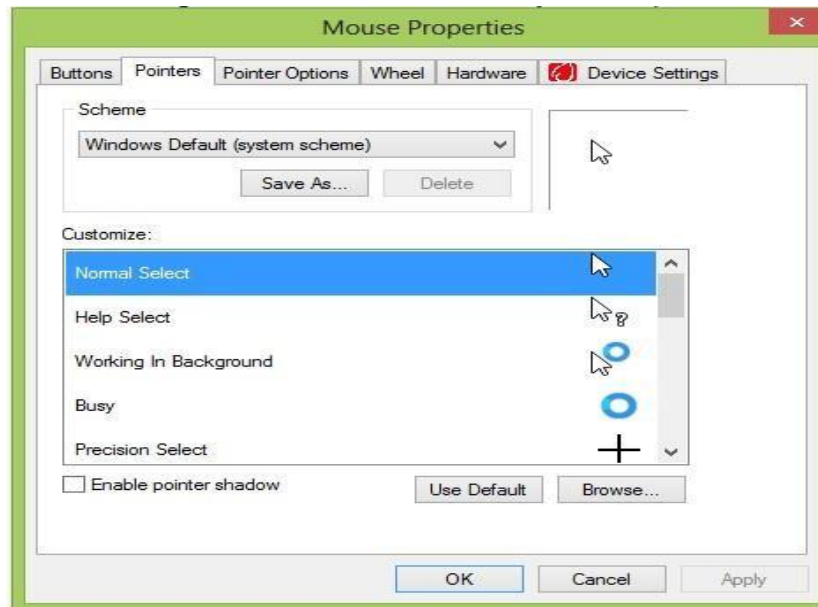 Mouse Properties
Buttons Pointers Pointer Options Wheel Hardware Device Settings
Scheme
Windows Default (system scheme)
Save As... Delete
Customize:
Normal Select
Help Select
Working In Background
Busy
Precision Select
Enable pointer shadow Use Default Browse...
OK Cancel Apply